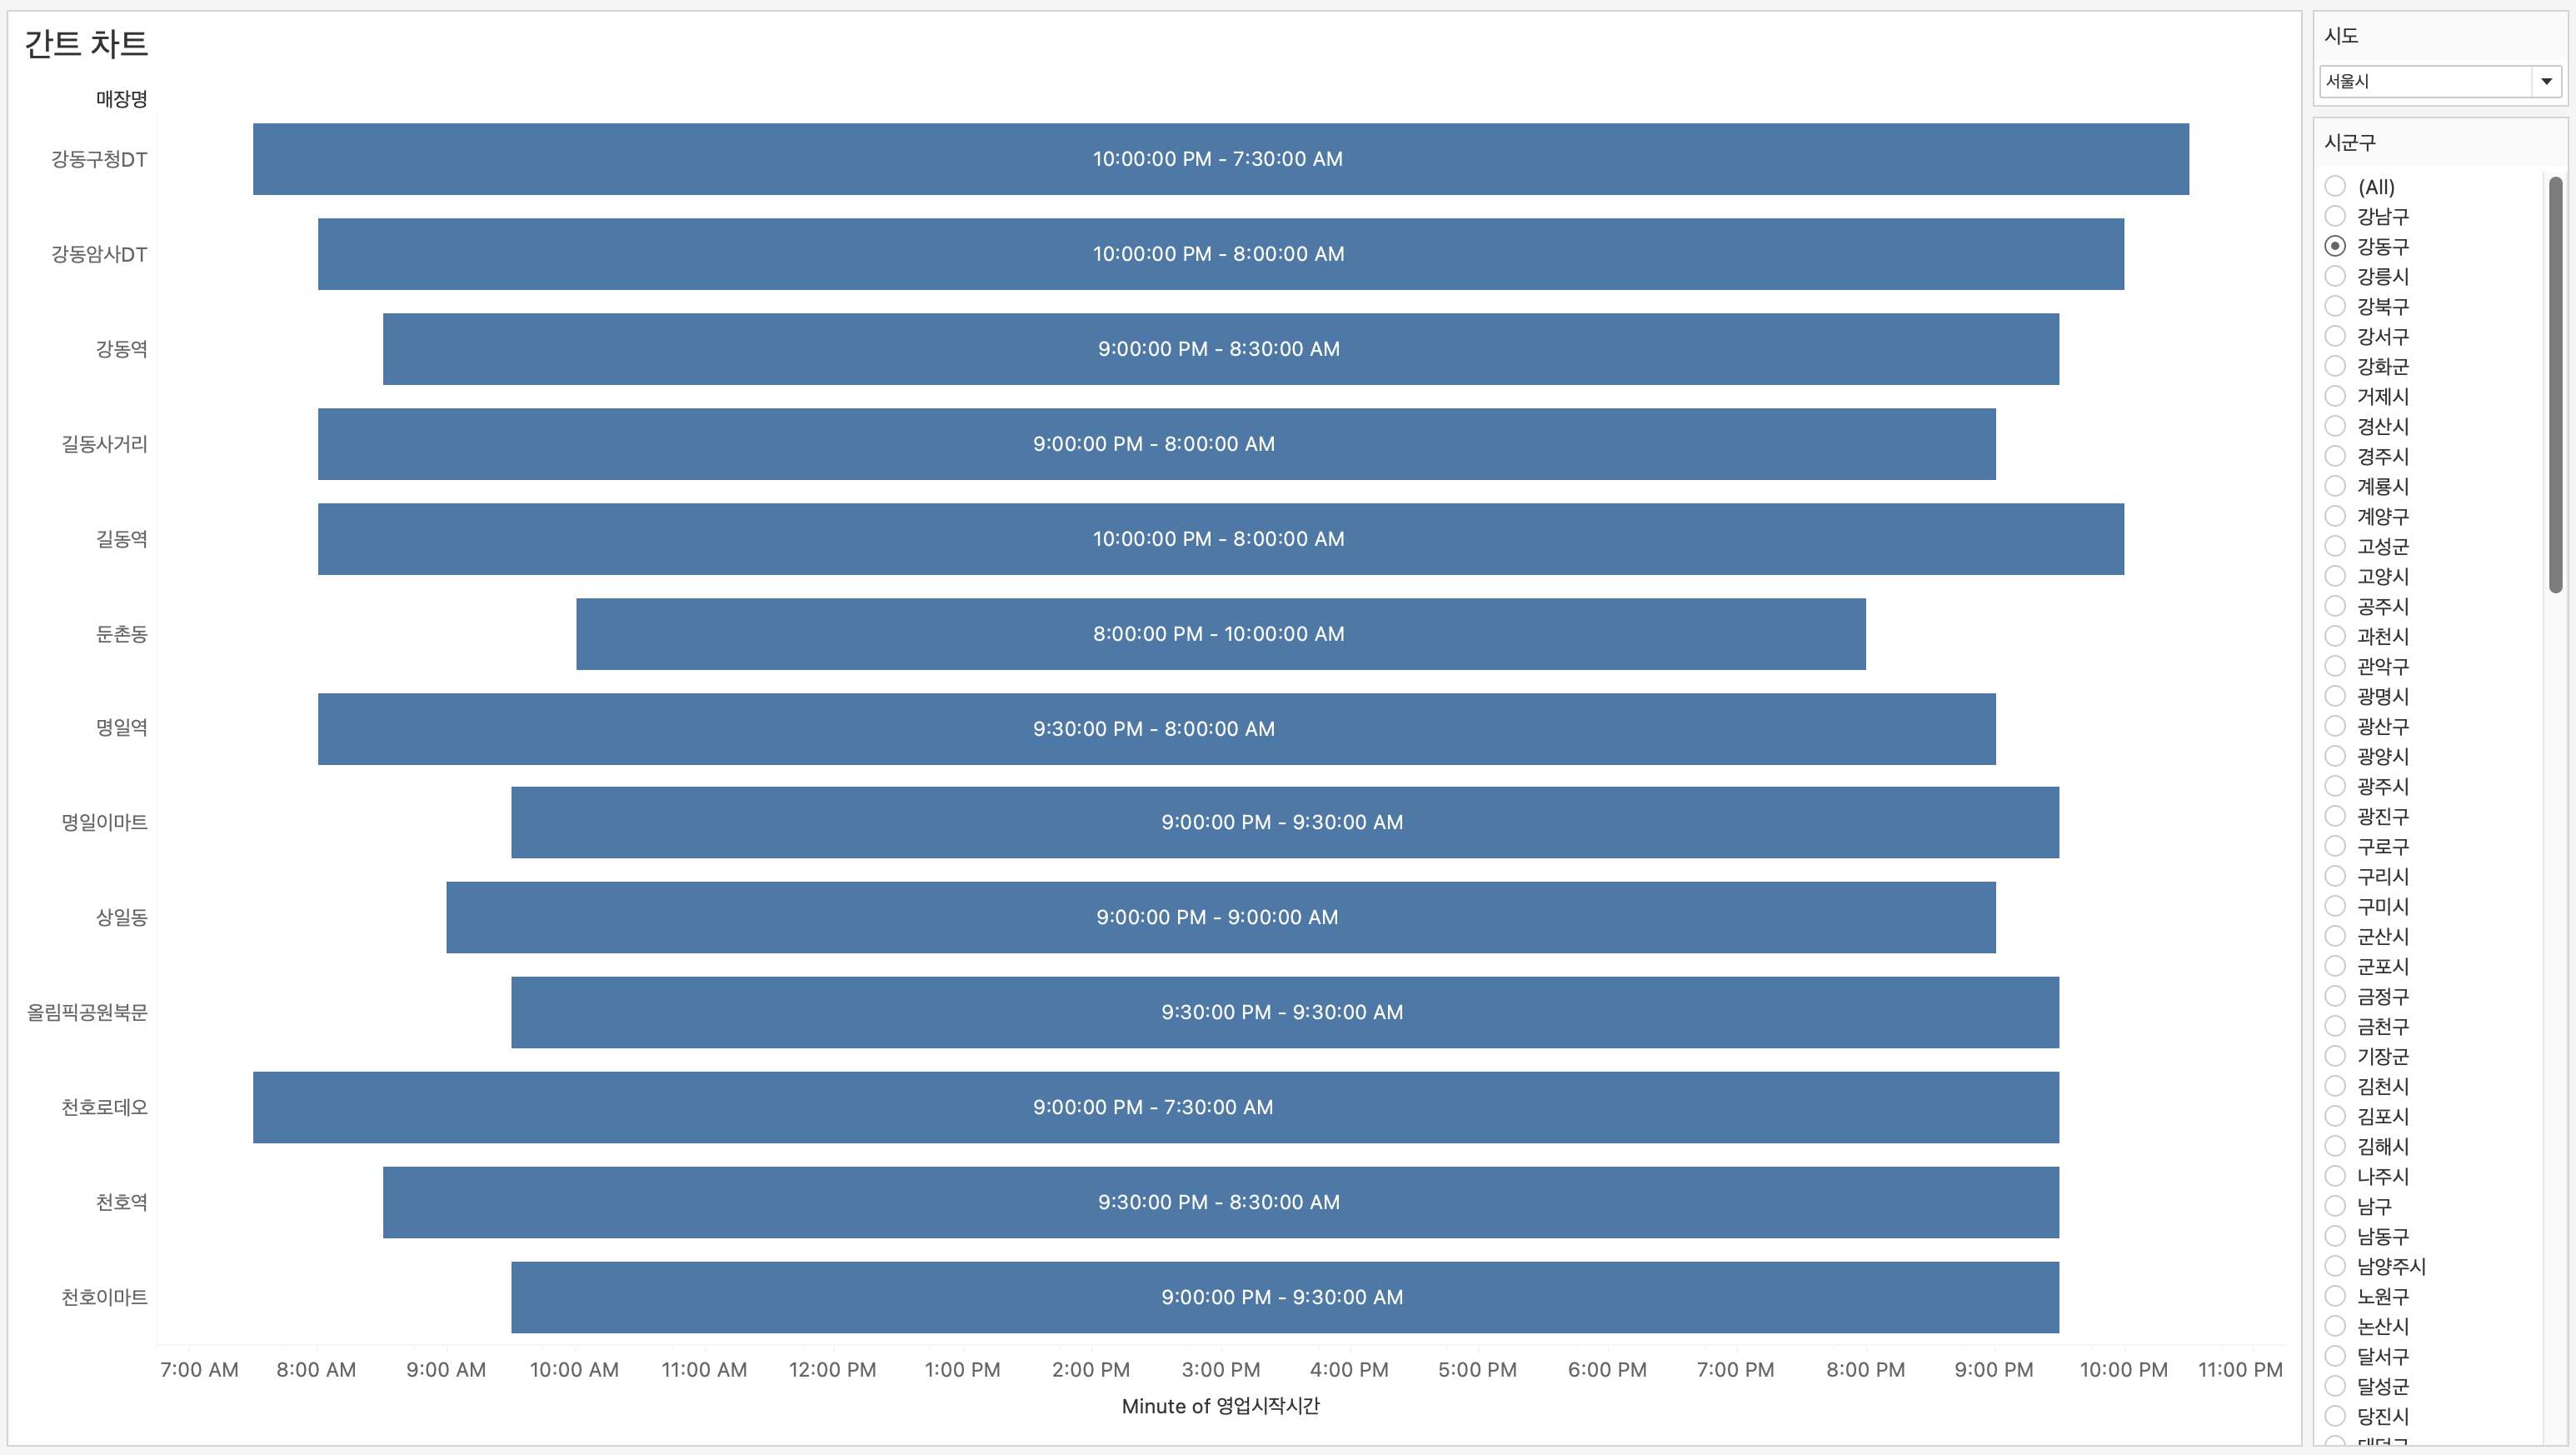 간트 차트
매장명
강동구청DT
10:00:00 PM - 7:30:00 AM
강동암사DT
10:00:00 PM - 8:00:00 AM
강동역
9:00:00 PM - 8:30:00 AM
길동사거리
9:00:00 PM - 8:00:00 AM
길동역
10:00:00 PM - 8:00:00 AM
둔촌동
8:00:00 PM - 10:00:00 AM
명일역
9:30:00 PM - 8:00:00 AM
명일이마트
9:00:00 PM - 9:30:00 AM
상일동
9:00:00 PM - 9:00:00 AM
올림픽공원북문
9:30:00 PM - 9:30:00 AM
천호로데오
9:00:00 PM - 7:30:00 AM
천호역
9:30:00 PM - 8:30:00 AM
천호이마트
9:00:00 PM - 9:30:00 AM
7:00 AM 8:00 AM 9:00 AM 10:00 AM 11:00 AM 12:00 PM 1:00 PM 2:00 PM 3:00 PM 4:00 PM 5:00 PM 6:00 PM 7:00 PM 8:00 PM 9:00 PM 10:00 PM 11:00 PM
Minute of 영업시작시간
시도
서울시
시군구
(All)
강남구
강동구
강릉시
강북구
강서구
강화군
거제시
경산시
경주시
계룡시
계양구
고성군
고양시
공주시
과천시
관악구
광명시
광산구
광양시
광주시
광진구
구로구
구리시
구미시
군산시
군포시
금정구
금천구
기장군
김천시
김포시
김해시
나주시
남구
남동구
남양주시
노원구
논산시
달서구
달성군
당진시